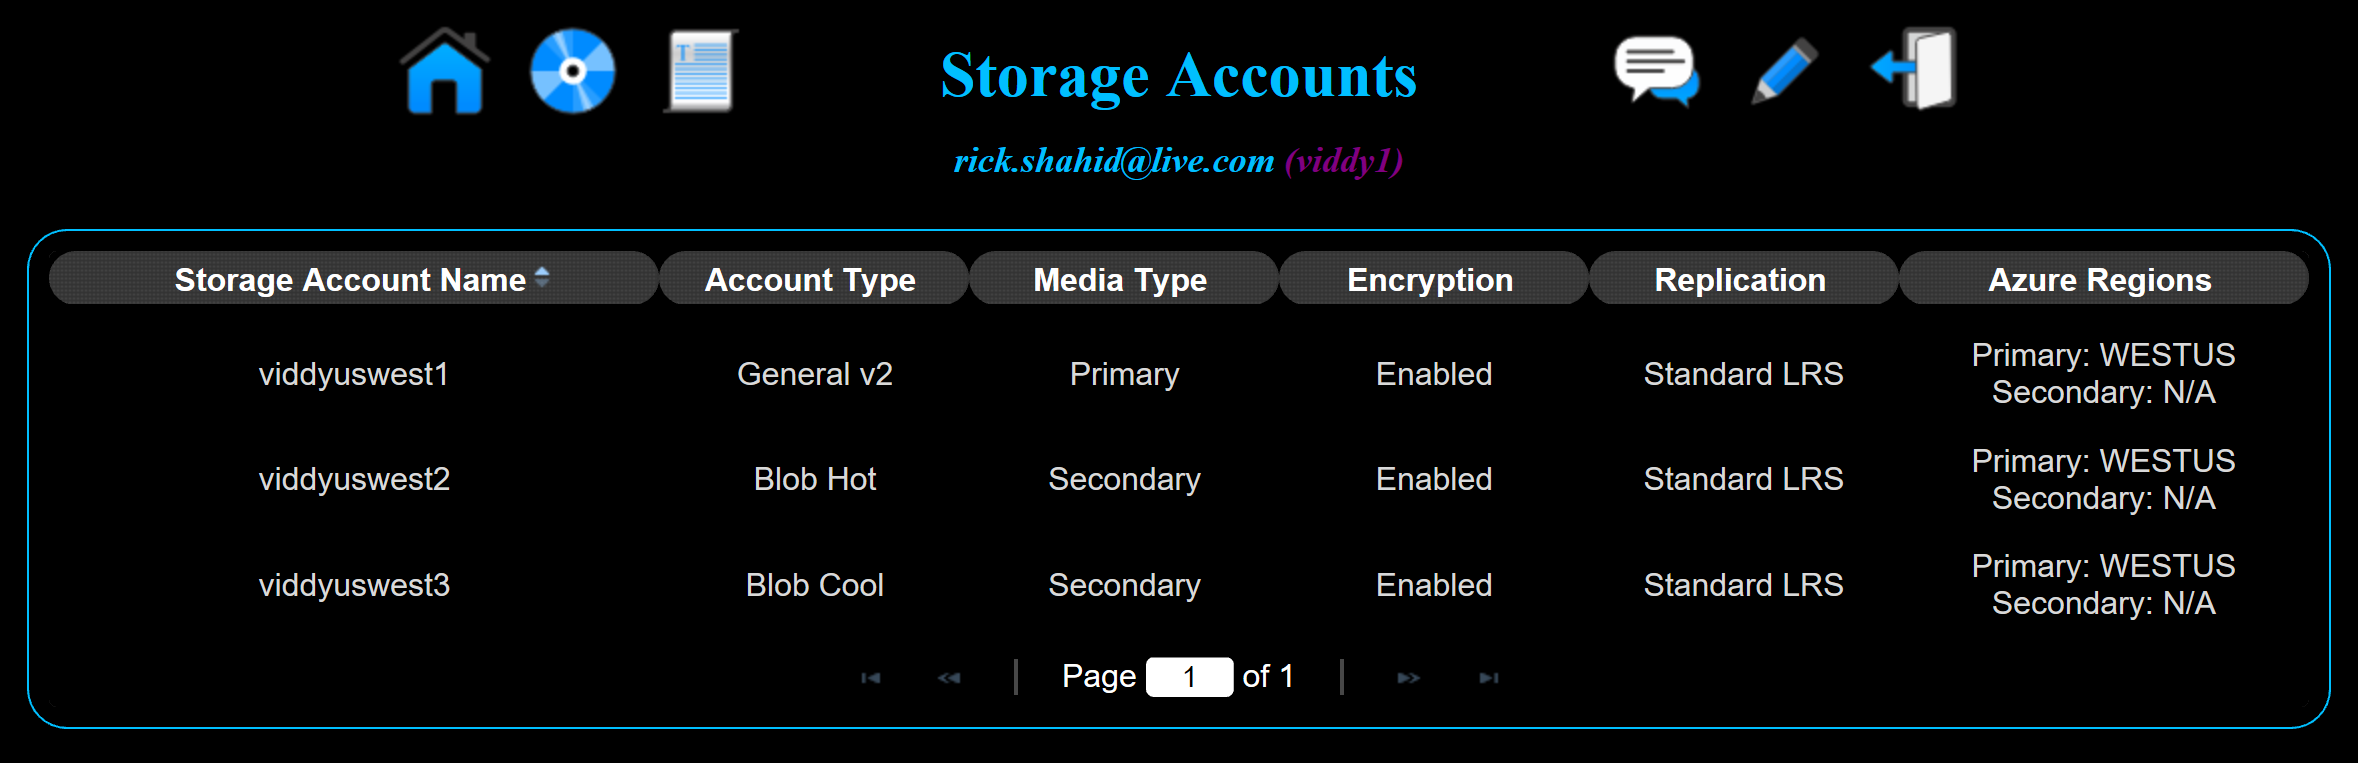 T
Storage Accounts
rick.shahid@live.com (viddy1)
Storage Account Name Account Type Media Type Encryption Replication Azure Regions
viddyuswest1 General v2 Primary Enabled Standard LRS Primary: WESTUS
Secondary: N/A
viddyuswest2 Blob Hot Secondary Enabled Standard LRS Primary: WESTUS
Secondary: N/A
viddyuswest3 Blob Cool Secondary Enabled Standard LRS Primary: WESTUS
Secondary: N/A
Page 1 of 1